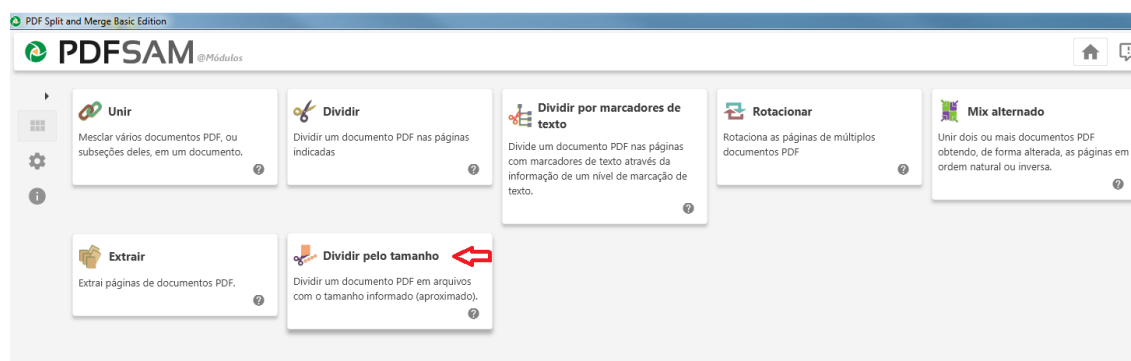 PDF Split and Merge Basic Edition
PDFSAM @Módulos
Unir
Mesclar vários documentos PDF, ou
subseções deles, em um documento.
Dividir
Dividir um documento PDF nas páginas
indicadas
Dividir por marcadores de
texto
Divide um documento PDF nas páginas
com marcadores de texto através da
informação de um nível de marcação de
texto.
Rotacionar
Rotaciona as páginas de múltiplos
documentos PDF
Mix alternado
Unir dois ou mais documentos PDF
obtendo, de forma alterada, as páginas em
ordem natural ou inversa.
Extrair
Extrai páginas de documentos PDF.
Dividir pelo tamanho
Dividir um documento PDF em arquivos
com o tamanho informado (aproximado).